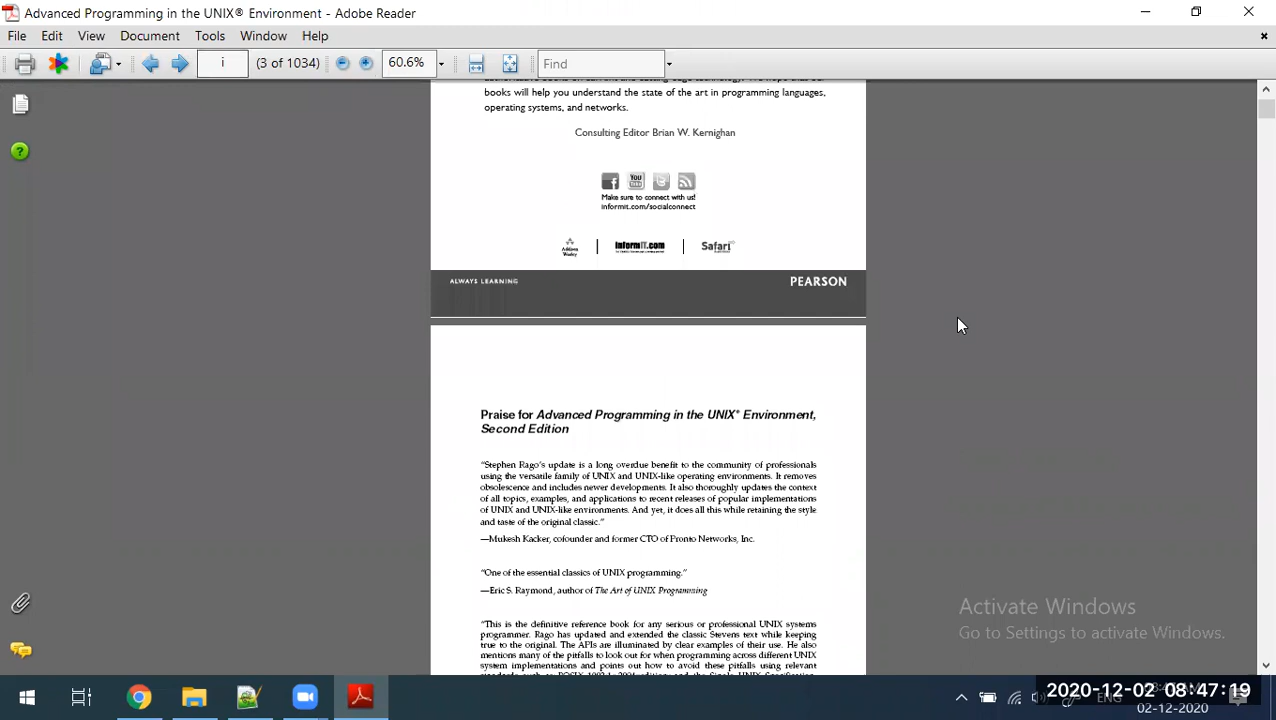 Advanced Programming in the UNIX® Environment - Adobe Reader
File Edit View Document Tools Window Help
i (3 of 1034) 60.6% Find
books will help you understand the state of the art in programming languages,
operating systems, and networks.
Consulting Editor Brian W. Kernighan
Make sure to connect with us!
informit.com/socialconnect
Addison Wesley informIT.com Safari
ALWAYS LEARNING PEARSON
Praise for Advanced Programming in the UNIX® Environment,
Second Edition
“Stephen Rago’s update is a long overdue benefit to the community of professionals
using the versatile family of UNIX and UNIX-like operating environments. It removes
obsolescence and includes newer developments. It also thoroughly updates the context
of all topics, examples, and applications to recent releases of popular implementations
of UNIX and UNIX-like environments. And yet, it does all this while retaining the style
and taste of the original classic.”
—Mukesh Kacker, cofounder and former CTO of Pronto Networks, Inc.
“One of the essential classics of UNIX programming.”
—Eric S. Raymond, author of The Art of UNIX Programming
“This is the definitive reference book for any serious or professional UNIX systems
programmer. Rago has updated and extended the classic Stevens text while keeping
true to the original. The APIs are illuminated by clear examples of their use. He also
mentions many of the pitfalls to look out for when programming across different UNIX
system implementations and points out how to avoid these pitfalls using relevant
Activate Windows
Go to Settings to activate Windows.
2020-12-02 08:47:19
ENG
02-12-2020